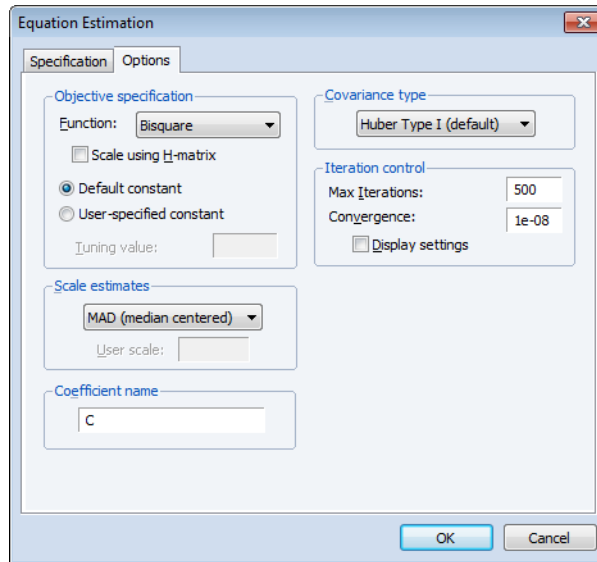 Equation Estimation
Specification
Options
Objective specification
Function:
Bisquare
Scale using H-matrix
Default constant
User-specified constant
Tuning value:
Scale estimates
MAD (median centered)
User scale:
Coefficient name
C
Covariance type
Huber Type I (default)
Iteration control
Max Iterations:
500
Convergence:
1e-08
Display settings
OK
Cancel